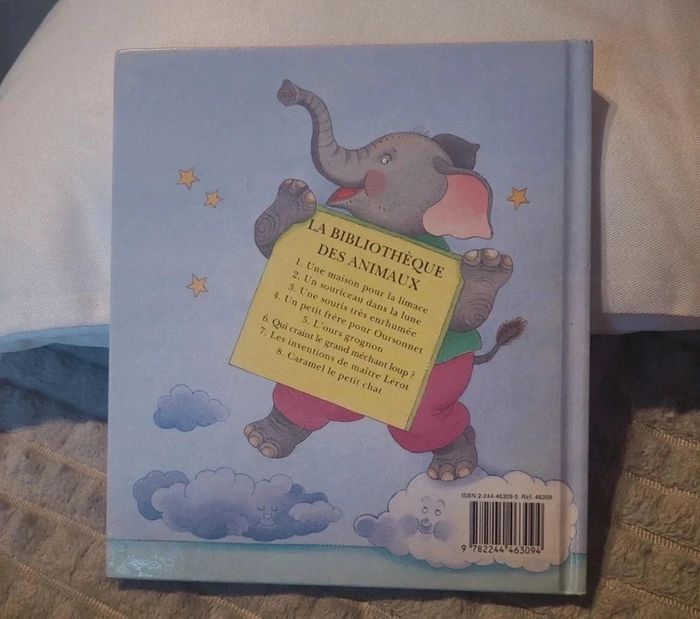 LA BIBLIOTHÈQUE
DES ANIMAUX
1. Une maison pour la limace
2. Un souriceau dans la lune
3. Une souris très enrhumée
4. Un petit frère pour Oursonnet
5. L'ours grognon
6. Qui craint le grand méchant loup ?
7. Les inventions de maître Lérot
8. Caramel le petit chat
ISBN 2-244-46309-5 Réf. 46309
9 782244 463094